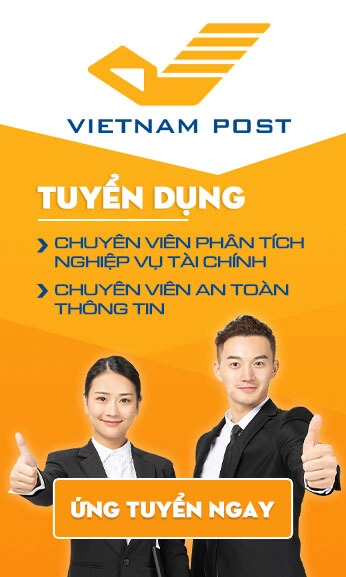 VIETNAM POST
TUYỂN DỤNG
CHUYÊN VIÊN PHÂN TÍCH
NGHIỆP VỤ TÀI CHÍNH
CHUYÊN VIÊN AN TOÀN
THÔNG TIN
ỨNG TUYỂN NGAY